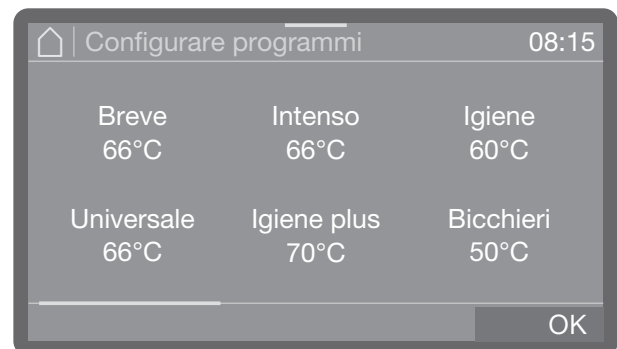 Configurare programmi 08:15
Breve Intenso Igiene
66°C 66°C 60°C
Universale Igiene plus Bicchieri
66°C 70°C 50°C
OK